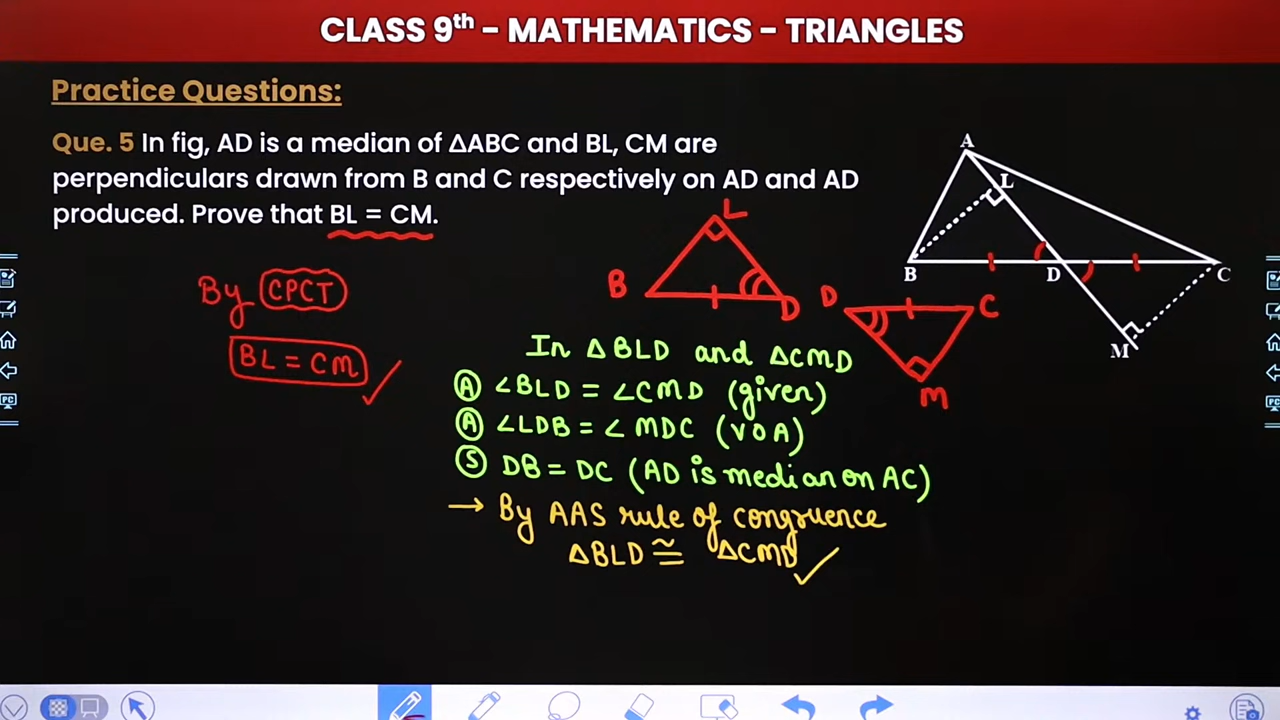 CLASS 9th - MATHEMATICS - TRIANGLES
Practice Questions:
Que. 5 In fig, AD is a median of ΔABC and BL, CM are
perpendiculars drawn from B and C respectively on AD and AD
produced. Prove that BL = CM.
A
L
B
D
C
M
L
B
D
D
C
M
By CPCT
BL = CM
In ΔBLD and ΔCMD
Ⓐ ∠BLD = ∠CMD (given)
Ⓐ ∠LDB = ∠MDC (VOA)
Ⓢ DB = DC (AD is median on AC)
→ By AAS rule of congruence
ΔBLD ≅ ΔCMD